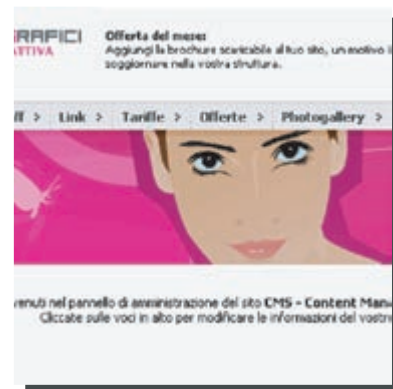 GRAFICI
ATTIVA
Offerta del mese:
Aggiungi la brochure scaricabile al tuo sito, un motivo i
soggiornare nella vostra struttura.
ff > Link > Tariffe > Offerte > Photogallery >
venuti nel pannello di amministrazione del sito CMS - Content Man
Cliccate sulle voci in alto per modificare le informazioni del vostr